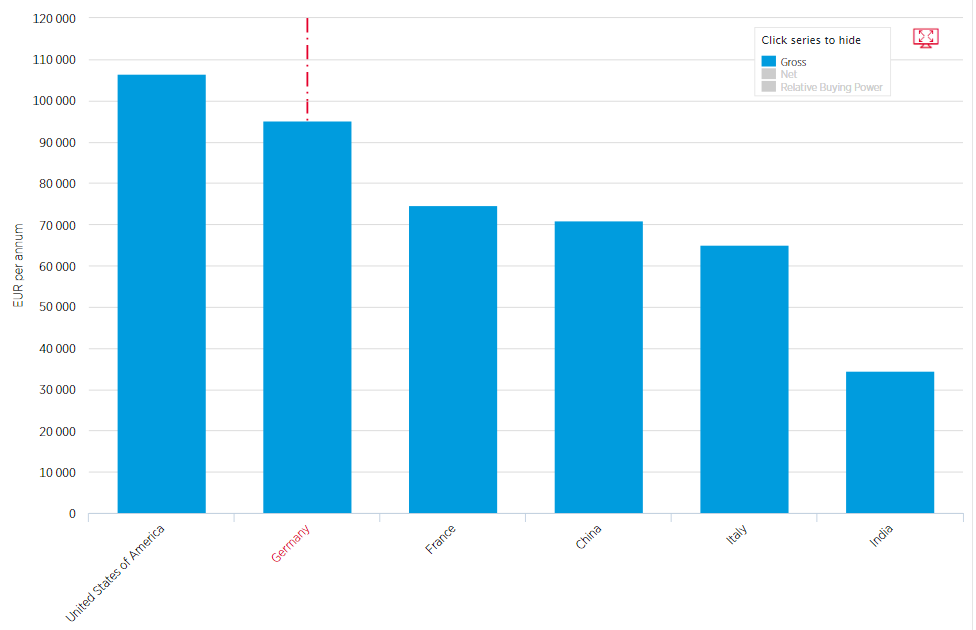 120 000
110 000
100 000
90 000
80 000
70 000
60 000
50 000
40 000
30 000
20 000
10 000
0
EUR per annum
Click series to hide
Gross
Net
Relative Buying Power
United States of America
Germany
France
China
Italy
India